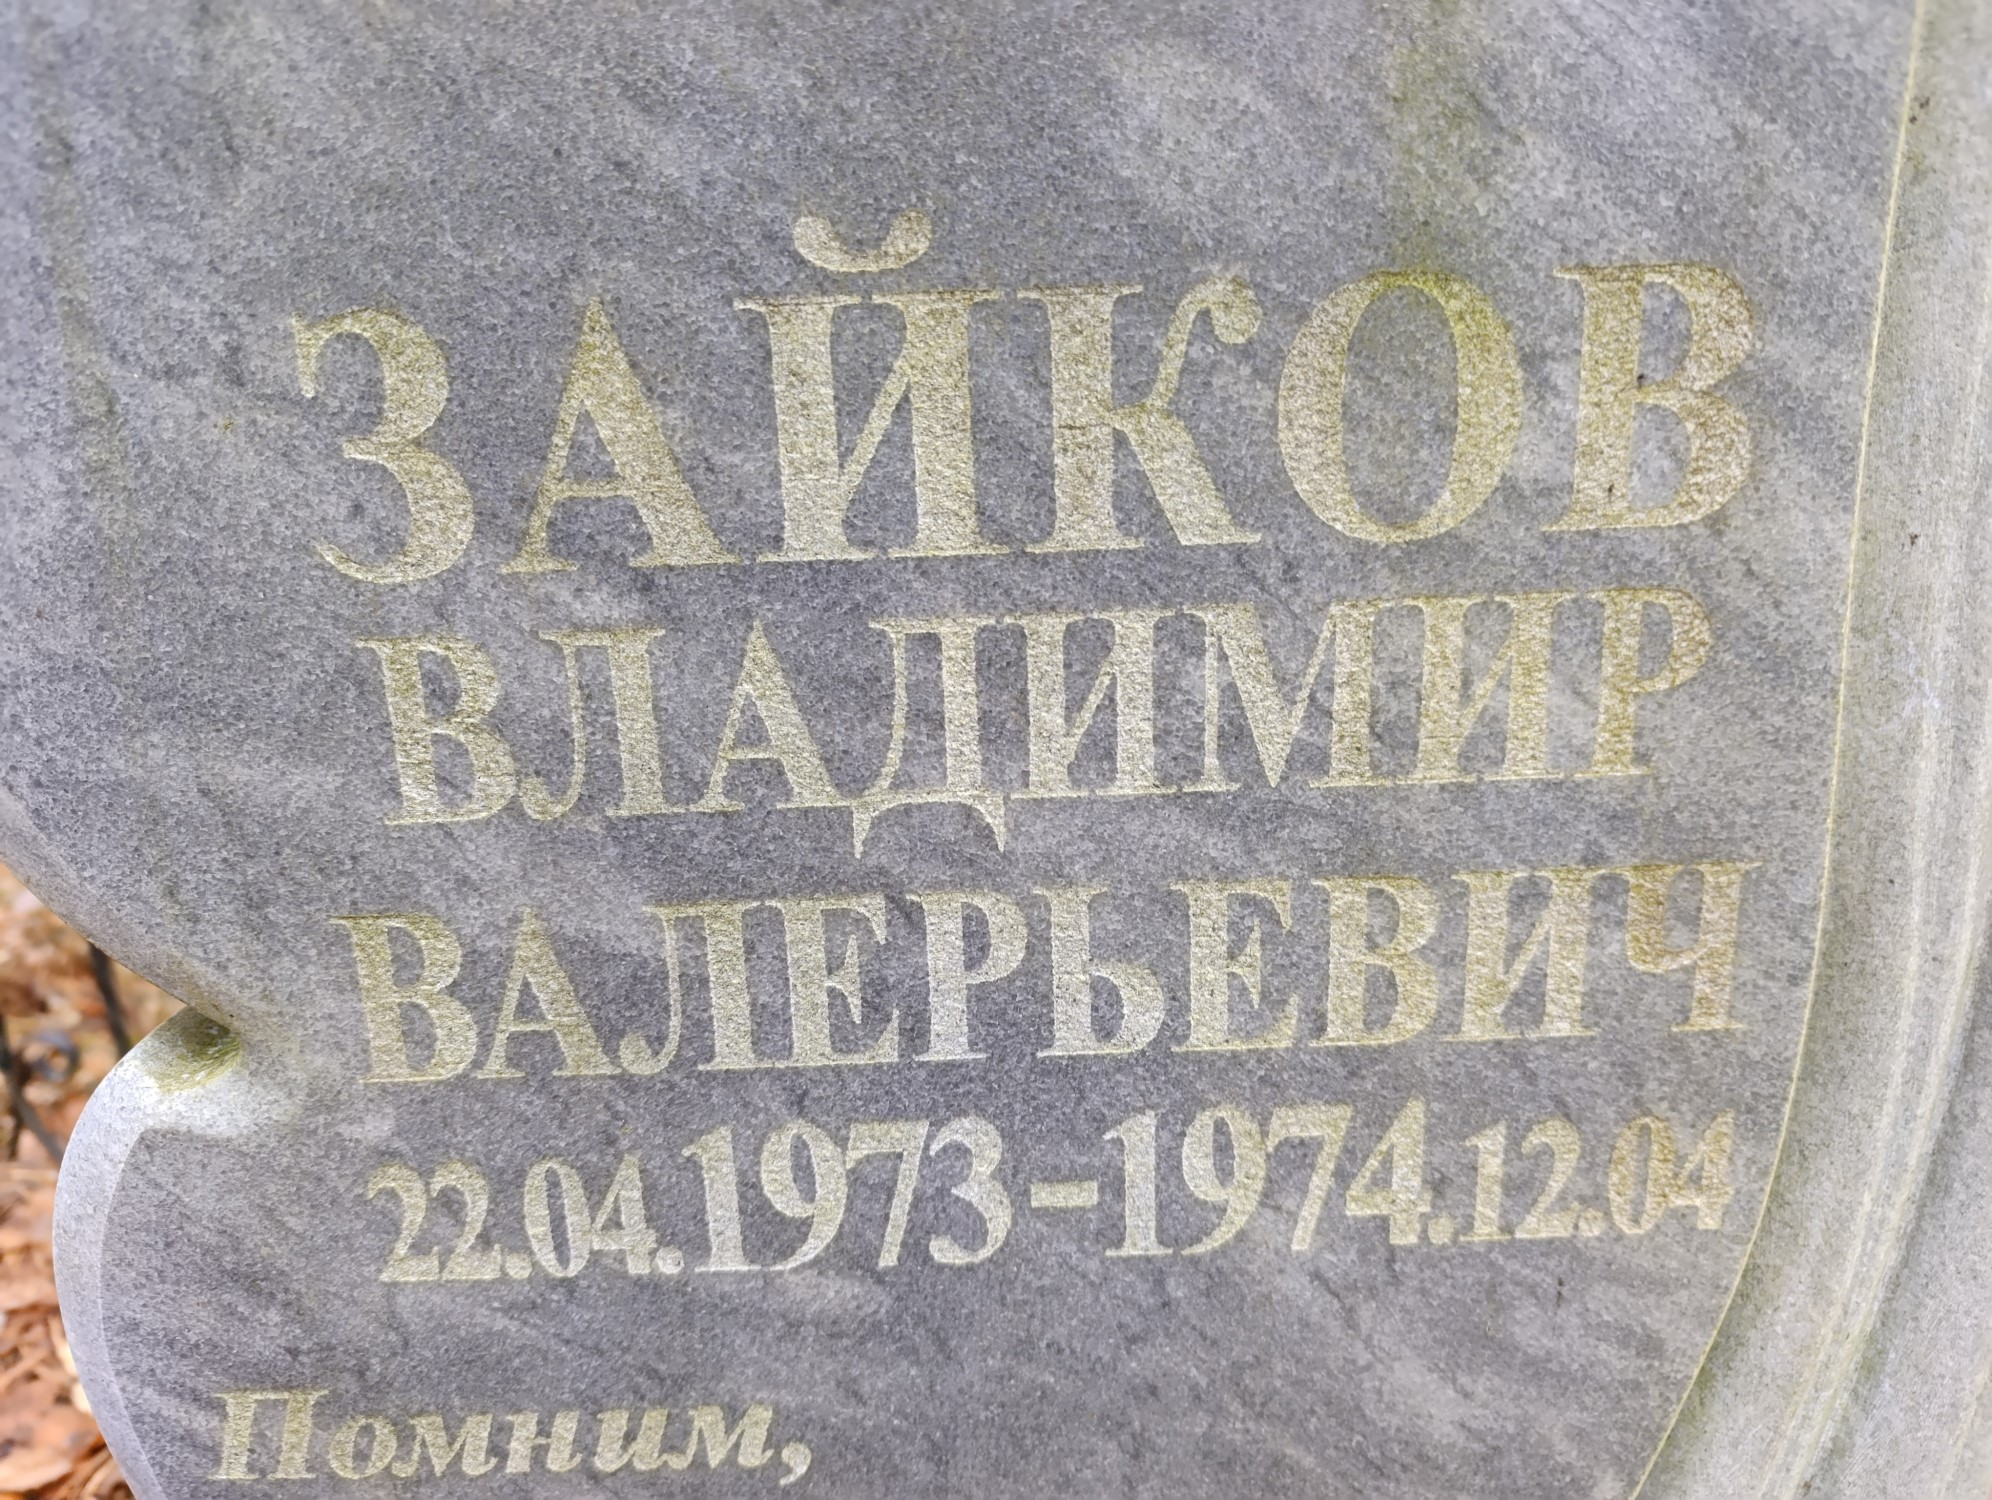 ЗАЙКОВ
ВЛАДИМИР
ВАЛЕРЬЕВИЧ
22.04.1973-1974.12.04
Помним,